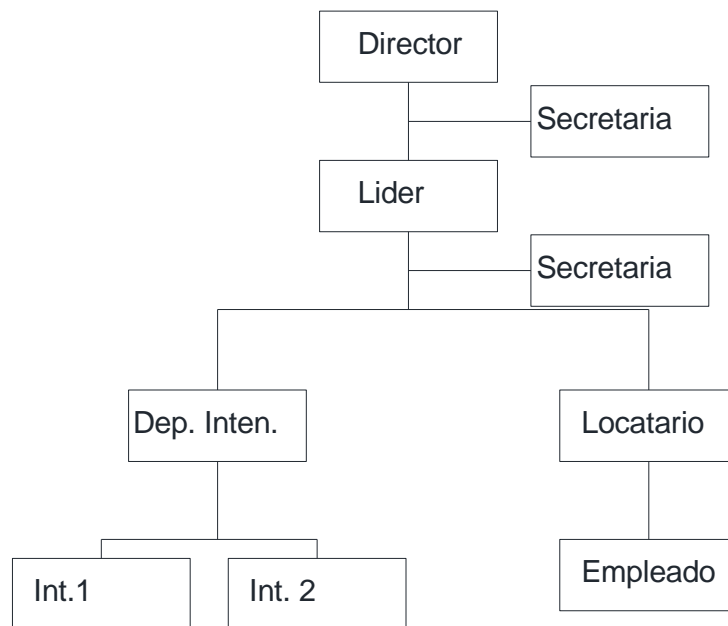 Director
Secretaria
Lider
Secretaria
Dep. Inten.
Locatario
Int.1
Int. 2
Empleado